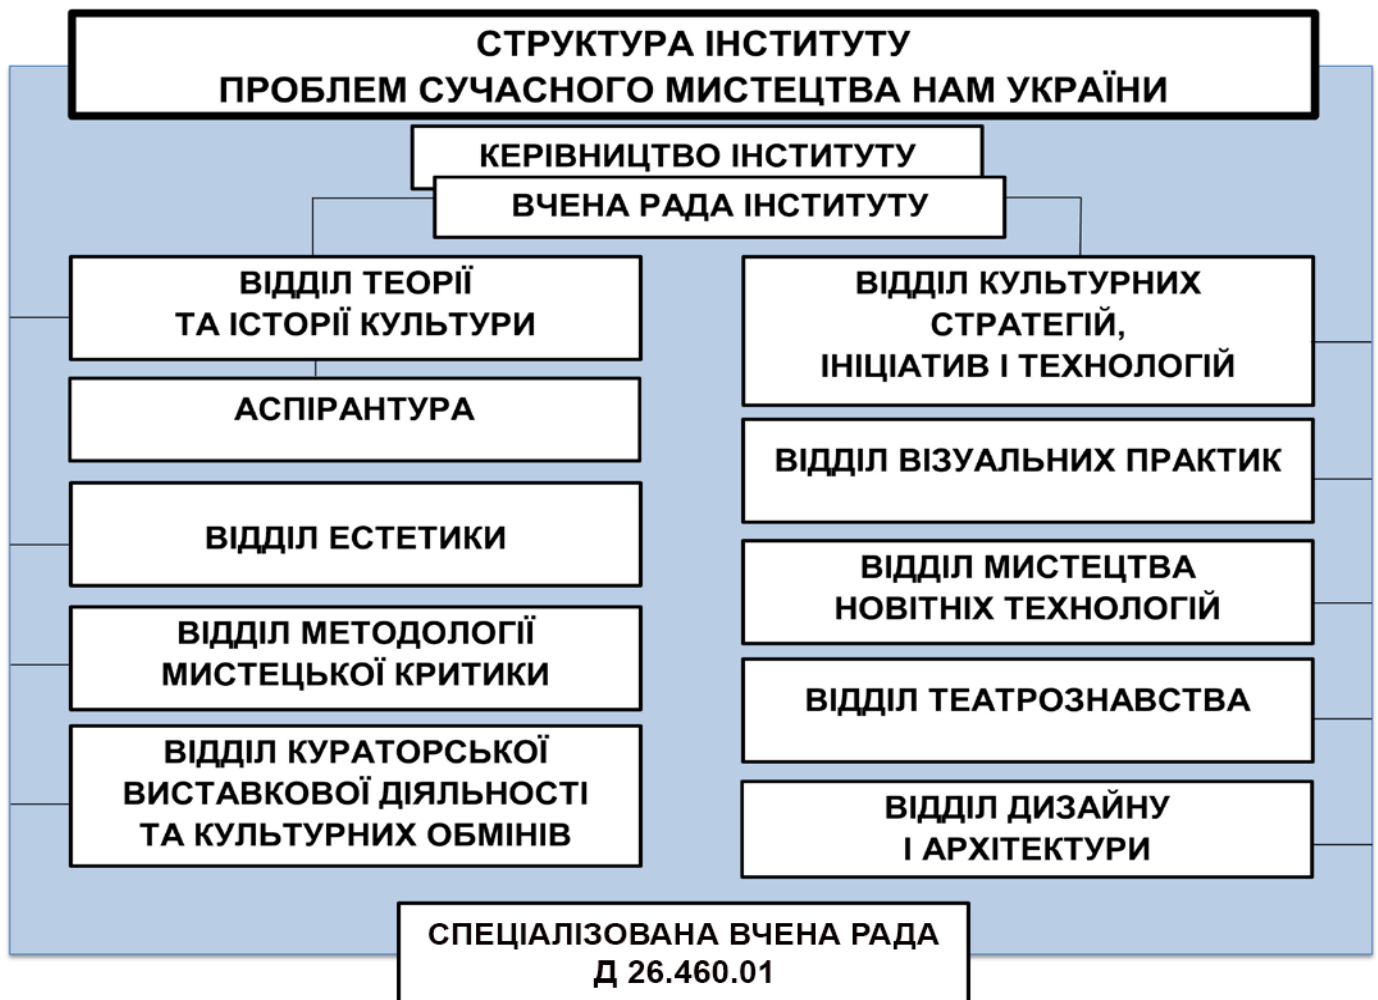 СТРУКТУРА ІНСТИТУТУ
ПРОБЛЕМ СУЧАСНОГО МИСТЕЦТВА НАМ УКРАЇНИ
КЕРІВНИЦТВО ІНСТИТУТУ
ВЧЕНА РАДА ІНСТИТУТУ
ВІДДІЛ ТЕОРІЇ
ТА ІСТОРІЇ КУЛЬТУРИ
АСПІРАНТУРА
ВІДДІЛ ЕСТЕТИКИ
ВІДДІЛ МЕТОДОЛОГІЇ
МИСТЕЦЬКОЇ КРИТИКИ
ВІДДІЛ КУРАТОРСЬКОЇ
ВИСТАВКОВОЇ ДІЯЛЬНОСТІ
ТА КУЛЬТУРНИХ ОБМІНІВ
ВІДДІЛ КУЛЬТУРНИХ
СТРАТЕГІЙ,
ІНІЦІАТИВ І ТЕХНОЛОГІЙ
ВІДДІЛ ВІЗУАЛЬНИХ ПРАКТИК
ВІДДІЛ МИСТЕЦТВА
НОВІТНІХ ТЕХНОЛОГІЙ
ВІДДІЛ ТЕАТРОЗНАВСТВА
ВІДДІЛ ДИЗАЙНУ
І АРХІТЕКТУРИ
СПЕЦІАЛІЗОВАНА ВЧЕНА РАДА
Д 26.460.01